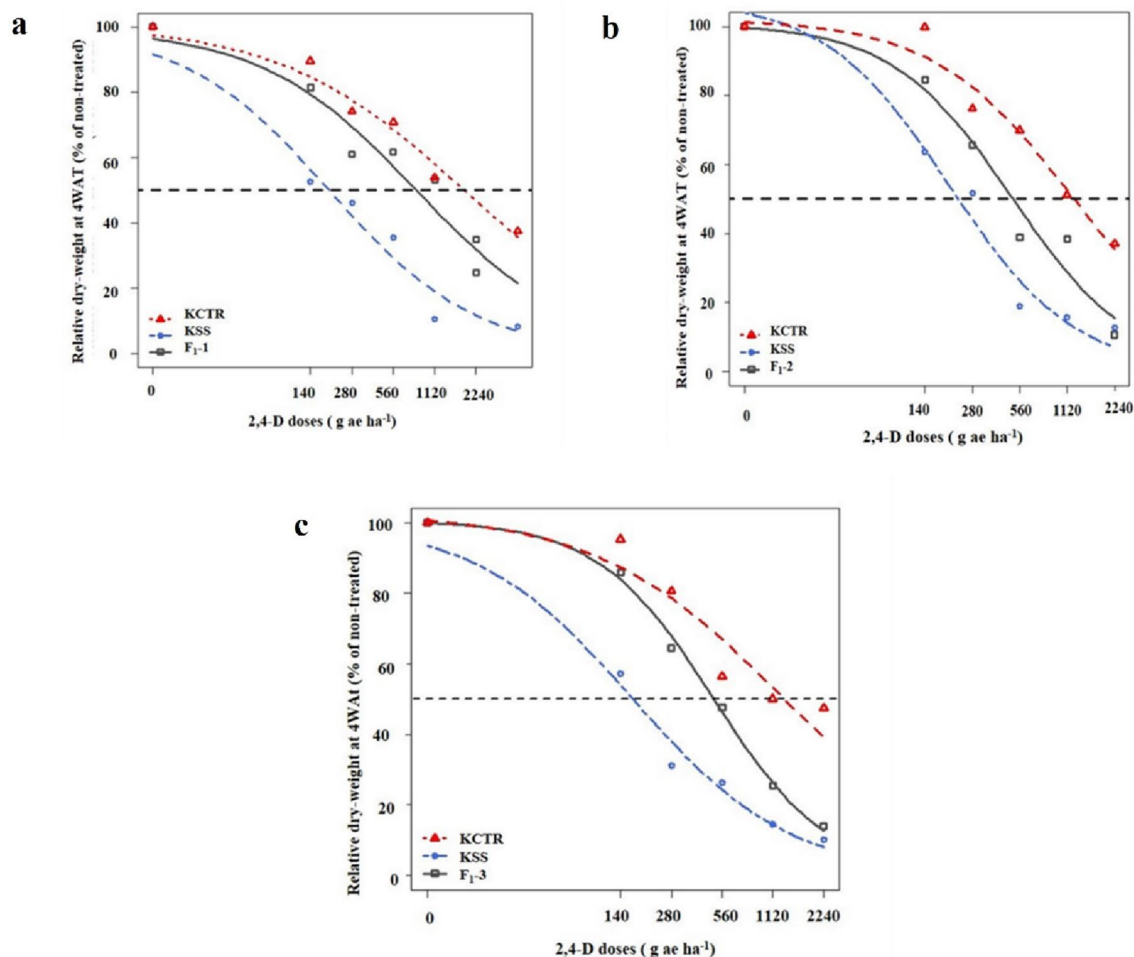 a
Relative dry-weight at 4WAT (% of non-treated)
100
80
60
40
20
0
KCTR
KSS
F₁-1
0 140 280 560 1120 2240
2,4-D doses ( g ae ha⁻¹)
b
Relative dry-weight at 4WAT (% of non-treated)
100
80
60
40
20
0
KCTR
KSS
F₁-2
0 140 280 560 1120 2240
2,4-D doses ( g ae ha⁻¹)
c
Relative dry-weight at 4WAt (% of non-treated)
100
80
60
40
20
0
KCTR
KSS
F₁-3
0 140 280 560 1120 2240
2,4-D doses ( g ae ha⁻¹)